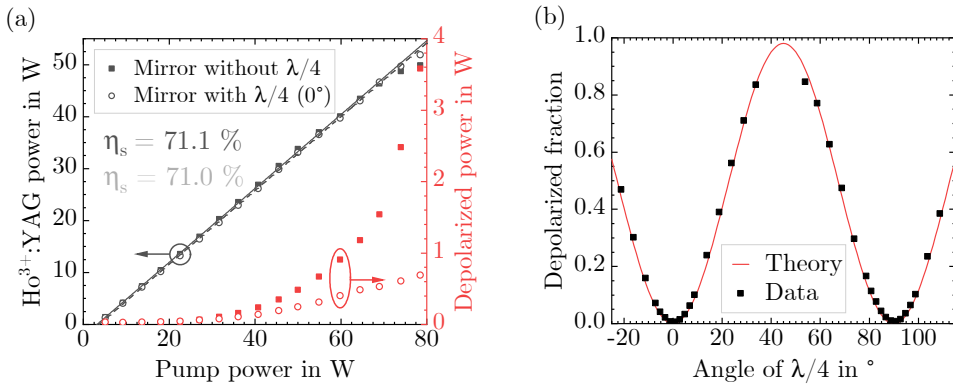 (a)
50
40
30
20
10
0
Ho³⁺:YAG power in W
Mirror without λ/4
Mirror with λ/4 (0°)
ηₛ = 71.1 %
ηₛ = 71.0 %
4
3
2
1
0
Depolarized power in W
0 20 40 60 80
Pump power in W
(b)
1.0
0.8
0.6
0.4
0.2
0.0
Depolarized fraction
Theory
Data
-20 0 20 40 60 80 100
Angle of λ/4 in °